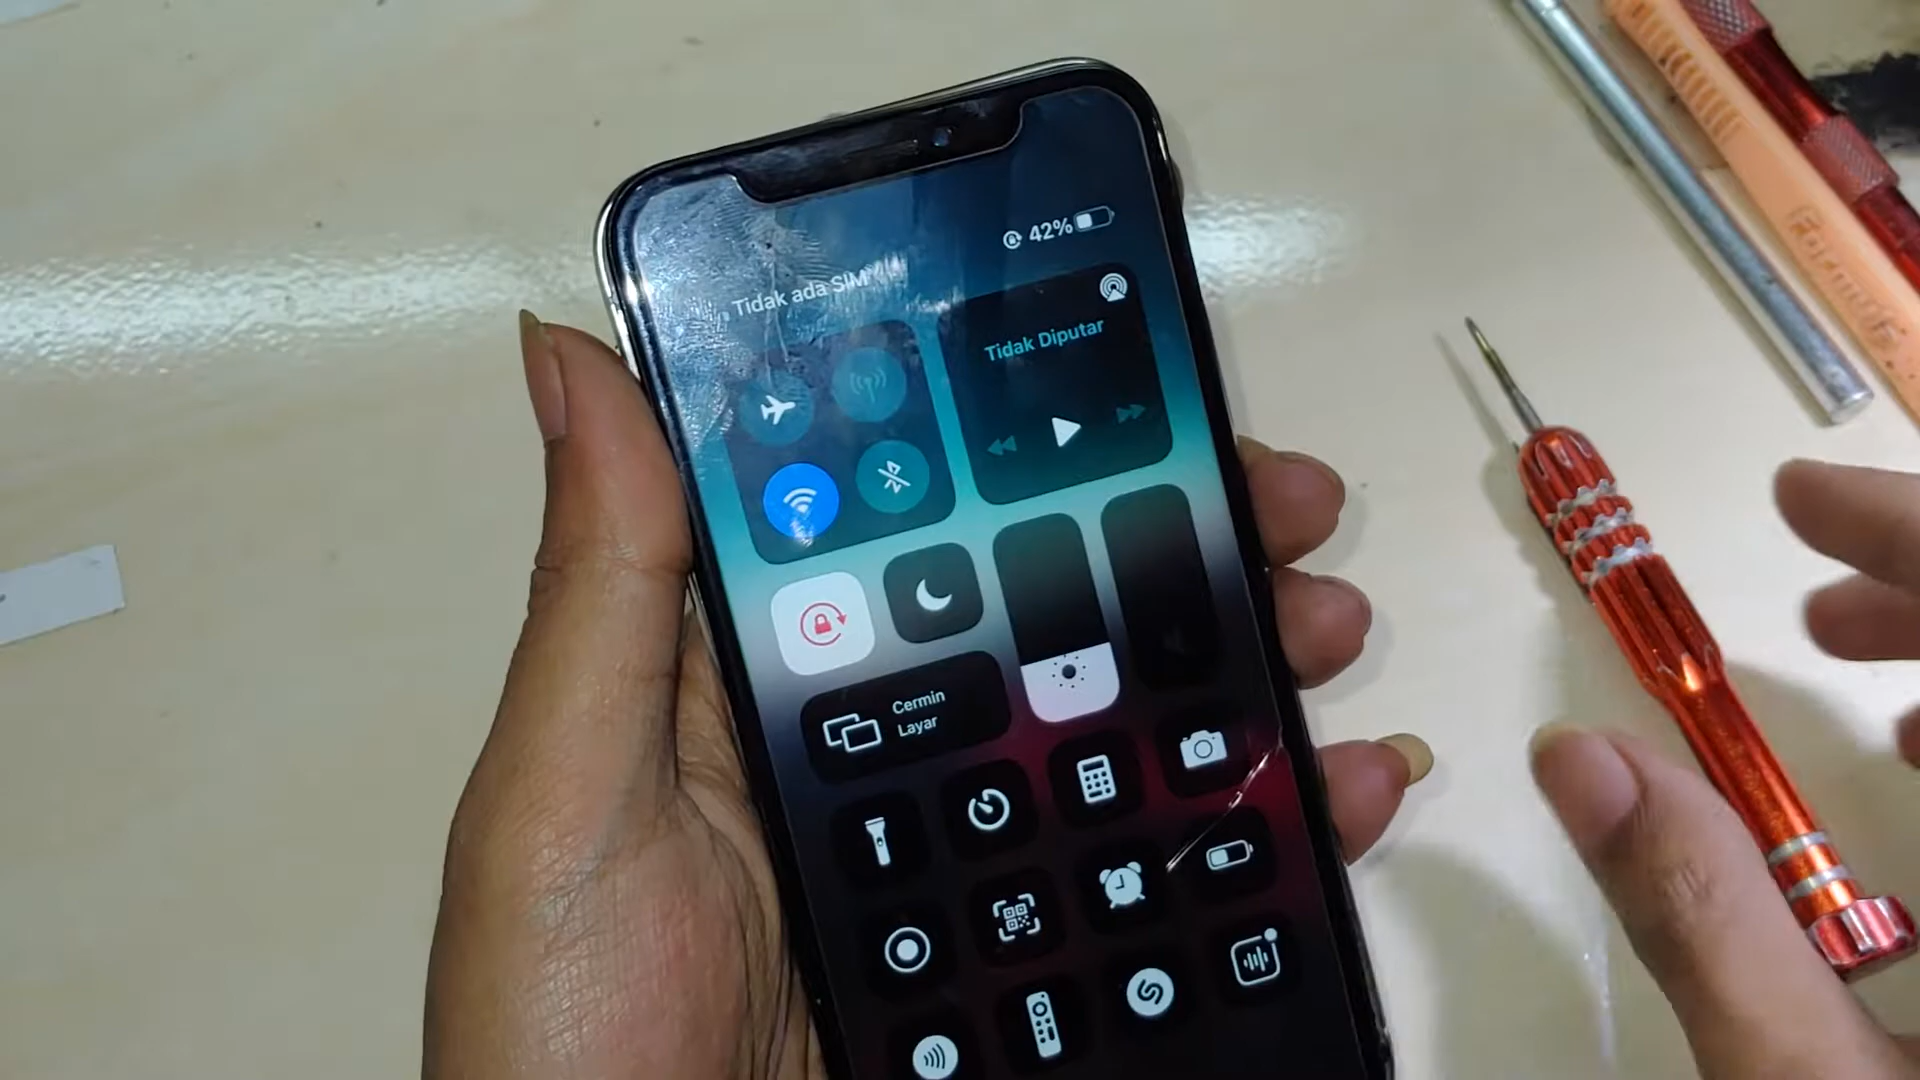 42%
Tidak ada SIM
Tidak Diputar
Cermin
Layar